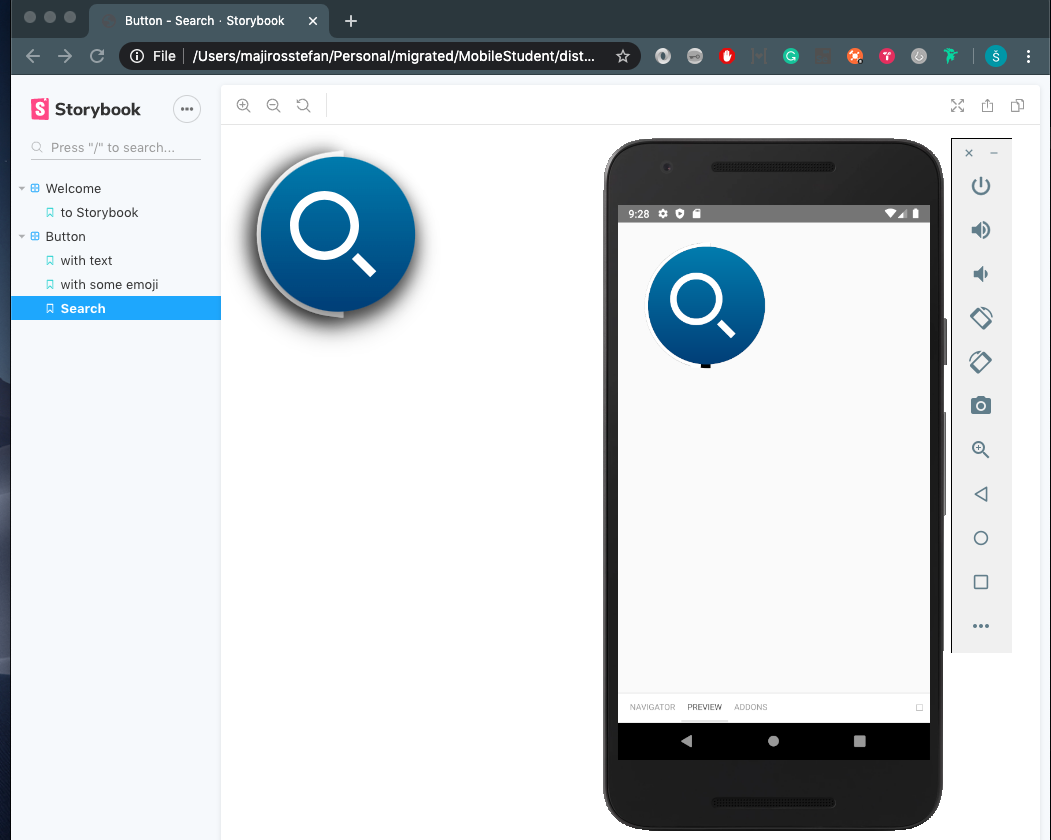 Button - Search · Storybook
File
/Users/majirosstefan/Personal/migrated/MobileStudent/dist...
Š
Storybook
Press "/" to search...
Welcome
to Storybook
Button
with text
with some emoji
Search
9:28
NAVIGATOR PREVIEW ADDONS